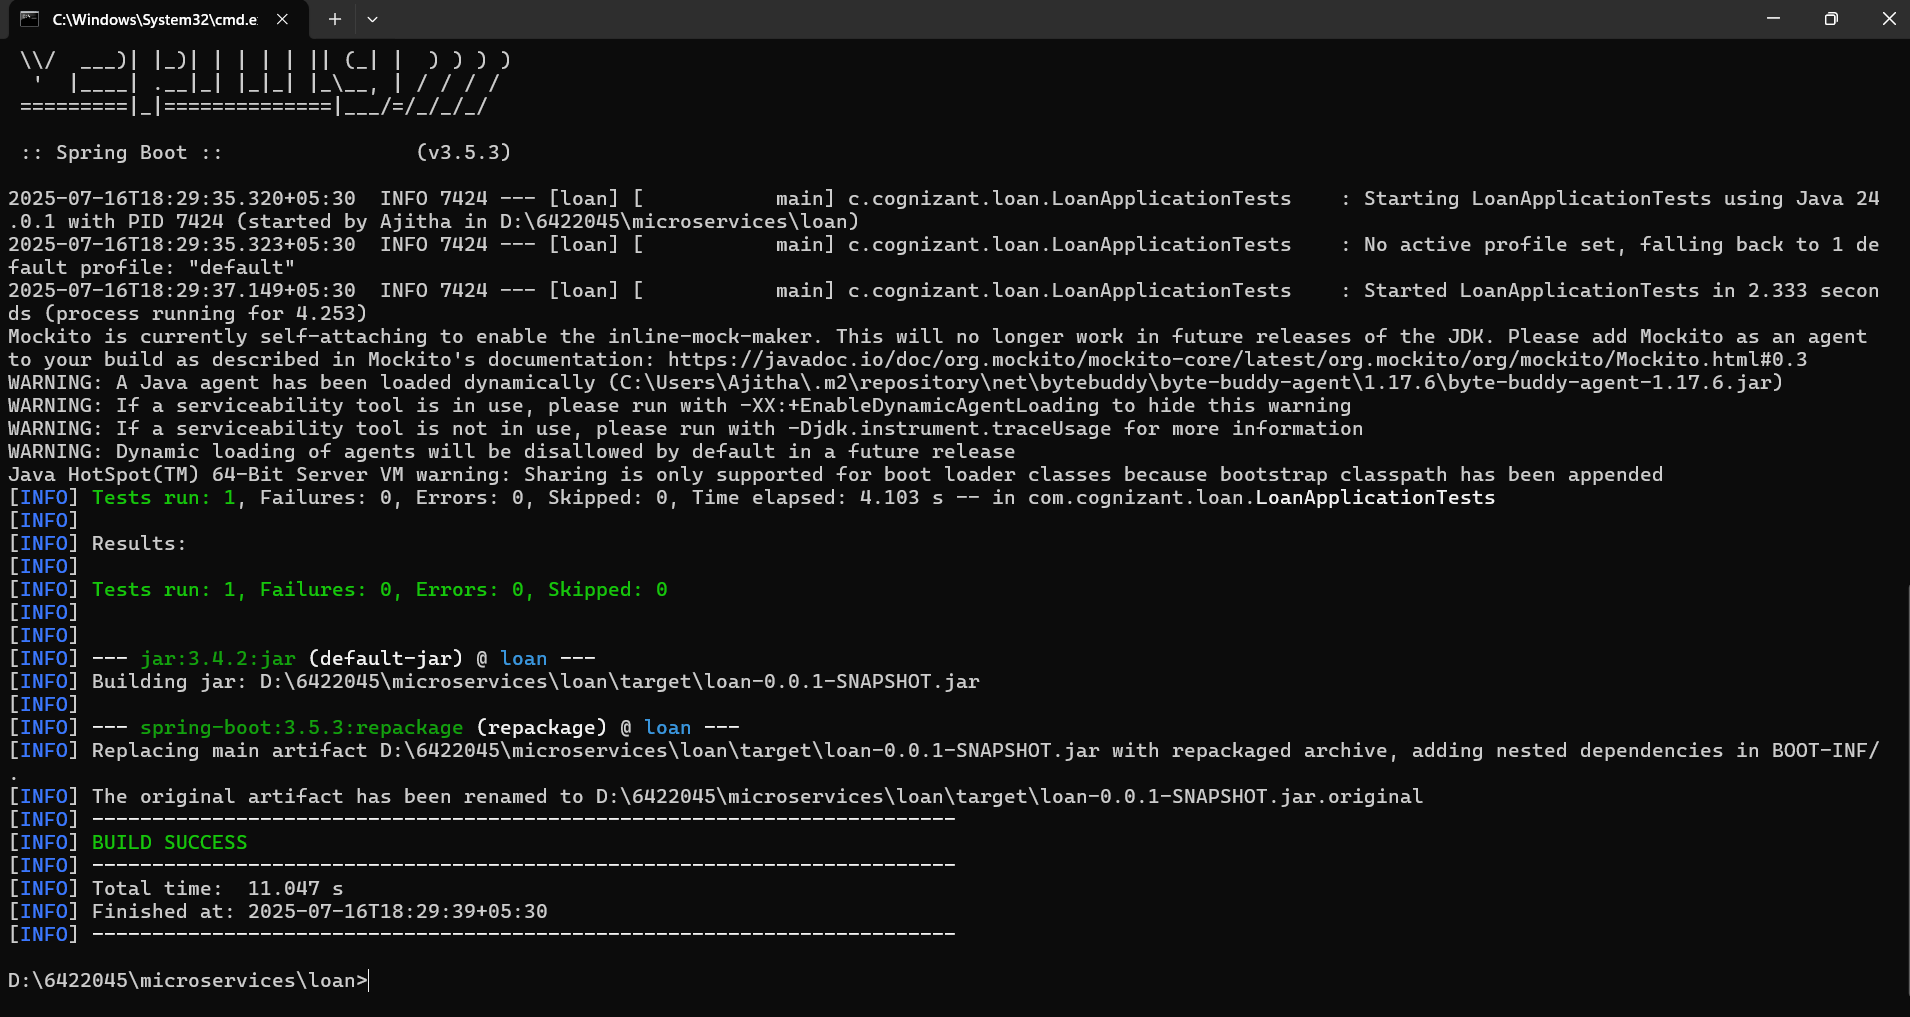 C:\Windows\System32\cmd.e
 \\/  ___)| |_)| | | | | || (_| |  ) ) ) )
  '  |____| .__|_| |_|_| |_\__, | / / / /
 =========|_|==============|___/=/_/_/_/

 :: Spring Boot ::                (v3.5.3)

2025-07-16T18:29:35.320+05:30  INFO 7424 --- [loan] [           main] c.cognizant.loan.LoanApplicationTests    : Starting LoanApplicationTests using Java 24
.0.1 with PID 7424 (started by Ajitha in D:\6422045\microservices\loan)
2025-07-16T18:29:35.323+05:30  INFO 7424 --- [loan] [           main] c.cognizant.loan.LoanApplicationTests    : No active profile set, falling back to 1 de
fault profile: "default"
2025-07-16T18:29:37.149+05:30  INFO 7424 --- [loan] [           main] c.cognizant.loan.LoanApplicationTests    : Started LoanApplicationTests in 2.333 secon
ds (process running for 4.253)
Mockito is currently self-attaching to enable the inline-mock-maker. This will no longer work in future releases of the JDK. Please add Mockito as an agent
to your build as described in Mockito's documentation: https://javadoc.io/doc/org.mockito/mockito-core/latest/org.mockito/org/mockito/Mockito.html#0.3
WARNING: A Java agent has been loaded dynamically (C:\Users\Ajitha\.m2\repository\net\bytebuddy\byte-buddy-agent\1.17.6\byte-buddy-agent-1.17.6.jar)
WARNING: If a serviceability tool is in use, please run with -XX:+EnableDynamicAgentLoading to hide this warning
WARNING: If a serviceability tool is not in use, please run with -Djdk.instrument.traceUsage for more information
WARNING: Dynamic loading of agents will be disallowed by default in a future release
Java HotSpot(TM) 64-Bit Server VM warning: Sharing is only supported for boot loader classes because bootstrap classpath has been appended
[INFO] Tests run: 1, Failures: 0, Errors: 0, Skipped: 0, Time elapsed: 4.103 s -- in com.cognizant.loan.LoanApplicationTests
[INFO]
[INFO] Results:
[INFO]
[INFO] Tests run: 1, Failures: 0, Errors: 0, Skipped: 0
[INFO]
[INFO]
[INFO] --- jar:3.4.2:jar (default-jar) @ loan ---
[INFO] Building jar: D:\6422045\microservices\loan\target\loan-0.0.1-SNAPSHOT.jar
[INFO]
[INFO] --- spring-boot:3.5.3:repackage (repackage) @ loan ---
[INFO] Replacing main artifact D:\6422045\microservices\loan\target\loan-0.0.1-SNAPSHOT.jar with repackaged archive, adding nested dependencies in BOOT-INF/
.
[INFO] The original artifact has been renamed to D:\6422045\microservices\loan\target\loan-0.0.1-SNAPSHOT.jar.original
[INFO] ------------------------------------------------------------------------
[INFO] BUILD SUCCESS
[INFO] ------------------------------------------------------------------------
[INFO] Total time:  11.047 s
[INFO] Finished at: 2025-07-16T18:29:39+05:30
[INFO] ------------------------------------------------------------------------

D:\6422045\microservices\loan>